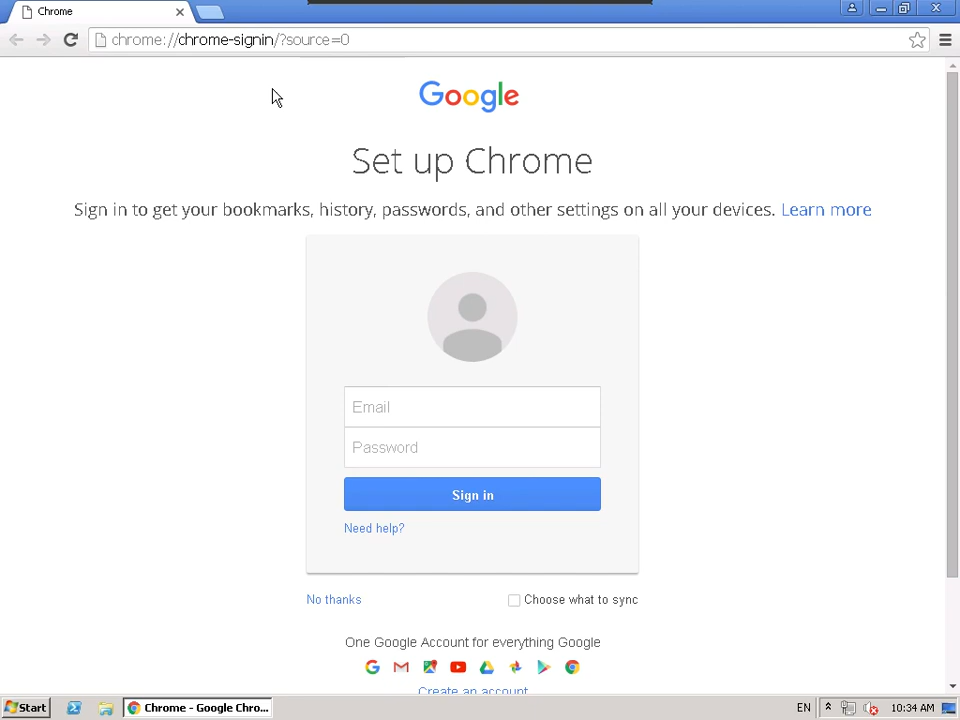 Chrome
chrome://chrome-signin/?source=0
Google
Set up Chrome
Sign in to get your bookmarks, history, passwords, and other settings on all your devices. Learn more
Email
Password
Sign in
Need help?
No thanks
Choose what to sync
One Google Account for everything Google
Create an account
Start
Chrome - Google Chro...
EN
10:34 AM